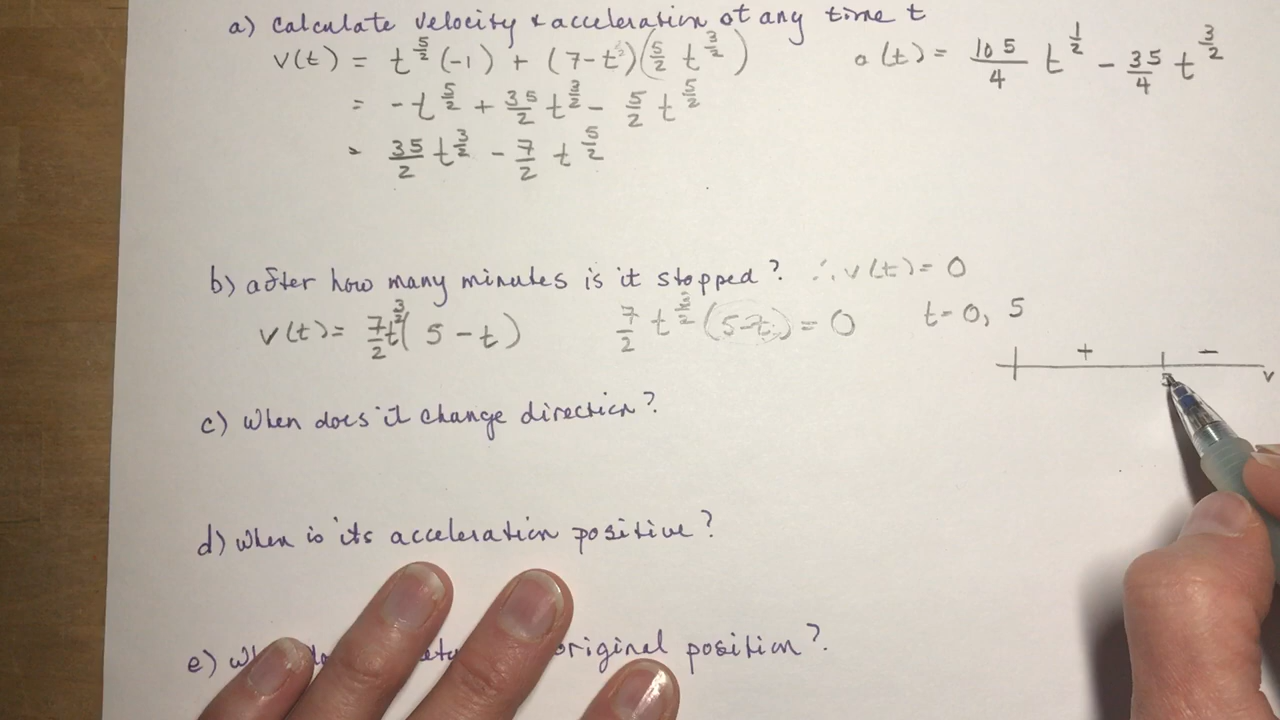 a) calculate velocity & acceleration at any time t
v(t) = t^{5/2} (-1) + (7-t)(5/2 t^{3/2}) a(t) = 105/4 t^{1/2} - 35/4 t^{3/2}
= -t^{5/2} + 35/2 t^{3/2} - 5/2 t^{5/2}
= 35/2 t^{3/2} - 7/2 t^{5/2}
b) after how many minutes is it stopped? ∴ v(t) = 0
v(t) = 7/2 t^{3/2} (5 - t) 7/2 t^{3/2} (5-t) = 0 t = 0, 5
+ -
5 v
c) When does it change direction?
d) When is its acceleration positive?
e) original position?